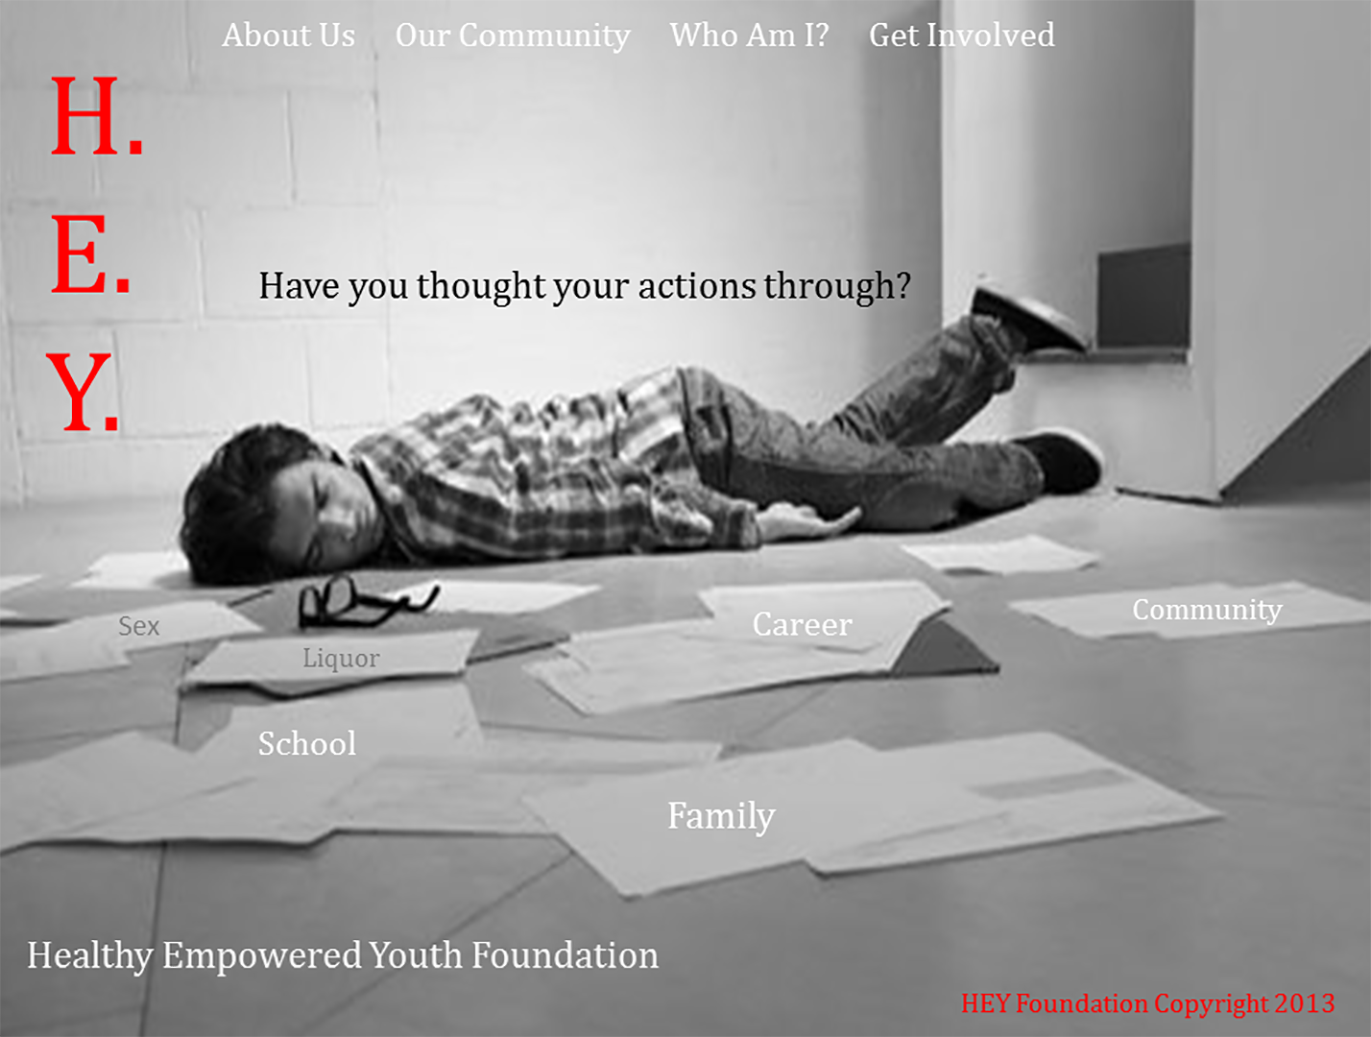 About Us Our Community Who Am I? Get Involved
H.
E.
Y.
Have you thought your actions through?
Sex
Liquor
Career
Community
School
Family
Healthy Empowered Youth Foundation
HEY Foundation Copyright 2013